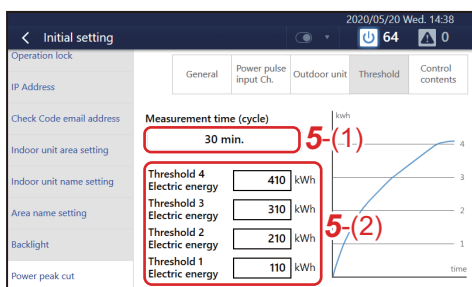 2020/05/20 Wed. 14:38
Initial setting
64
0
Operation lock
IP Address
Check Code email address
Indoor unit area setting
Indoor unit name setting
Area name setting
Backlight
Power peak cut
General
Power pulse
input Ch.
Outdoor unit
Threshold
Control
contents
Measurement time (cycle)
30 min.
5-(1)
Threshold 4
Electric energy
410 kWh
Threshold 3
Electric energy
310 kWh
Threshold 2
Electric energy
210 kWh
Threshold 1
Electric energy
110 kWh
5-(2)
kwh
4
3
2
1
time